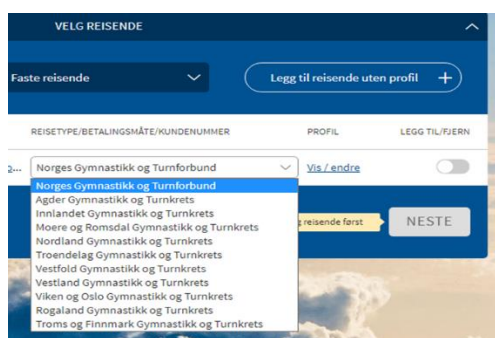 VELG REISENDE
Faste reisende
Legg til reisende uten profil +
REISETYPE/BETALINGSMÅTE/KUNDENUMMER PROFIL LEGG TIL/FJERN
Norges Gymnastikk og Turnforbund Vis / endre
Norges Gymnastikk og Turnforbund
Agder Gymnastikk og Turnkrets
Innlandet Gymnastikk og Turnkrets
Moere og Romsdal Gymnastikk og Turnkrets
Nordland Gymnastikk og Turnkrets
Troendelag Gymnastikk og Turnkrets
Vestfold Gymnastikk og Turnkrets
Vestland Gymnastikk og Turnkrets
Viken og Oslo Gymnastikk og Turnkrets
Rogaland Gymnastikk og Turnkrets
Troms og Finnmark Gymnastikk og Turnkrets
reisende først
NESTE